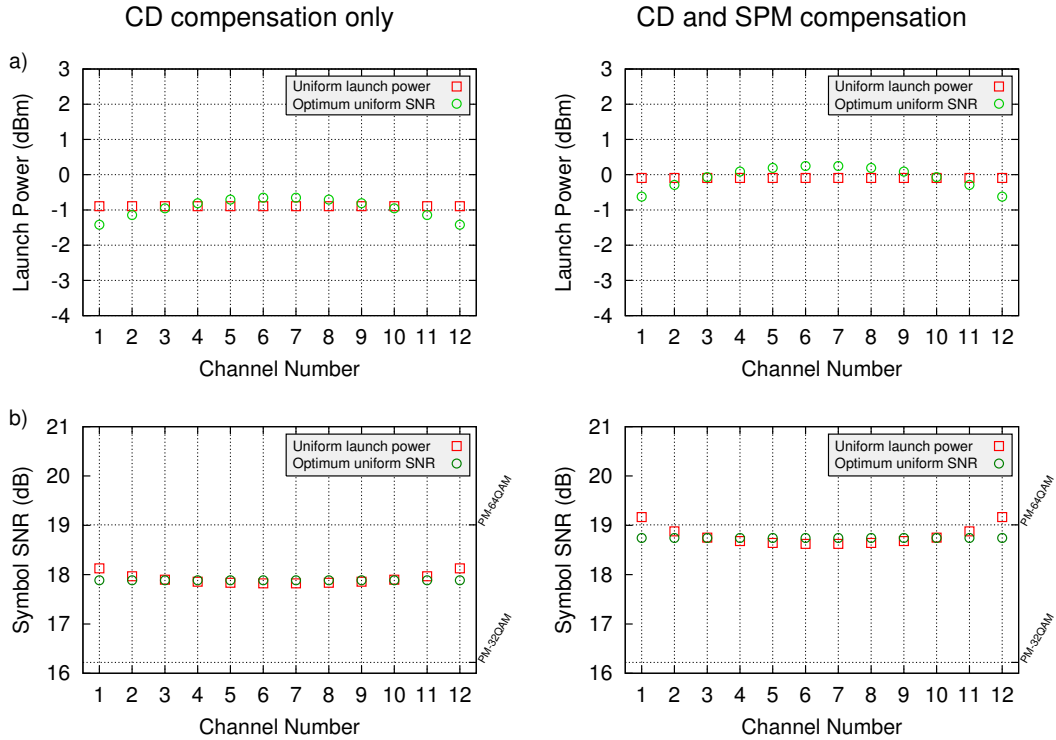 CD compensation only
CD and SPM compensation
a)
Launch Power (dBm)
3
2
1
0
-1
-2
-3
-4
Uniform launch power
Optimum uniform SNR
1 2 3 4 5 6 7 8 9 10 11 12
Channel Number
Launch Power (dBm)
3
2
1
0
-1
-2
-3
-4
Uniform launch power
Optimum uniform SNR
1 2 3 4 5 6 7 8 9 10 11 12
Channel Number
b)
Symbol SNR (dB)
21
20
19
18
17
16
Uniform launch power
Optimum uniform SNR
PM-64QAM
PM-32QAM
1 2 3 4 5 6 7 8 9 10 11 12
Channel Number
Symbol SNR (dB)
21
20
19
18
17
16
Uniform launch power
Optimum uniform SNR
PM-64QAM
PM-32QAM
1 2 3 4 5 6 7 8 9 10 11 12
Channel Number